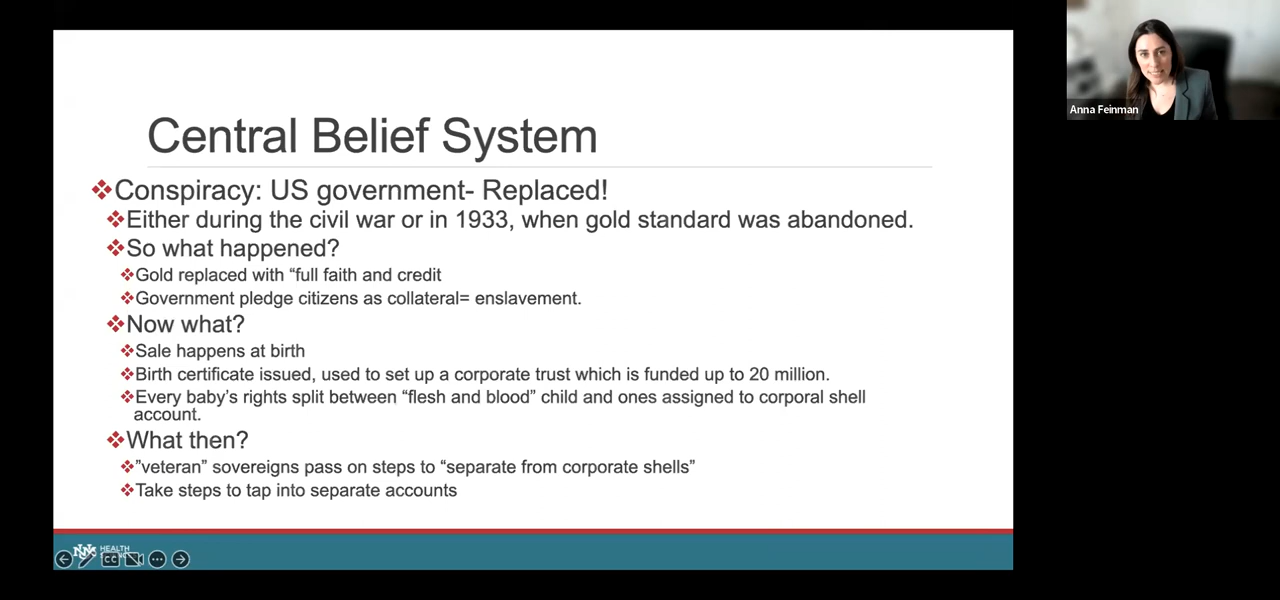 Anna Feinman
Central Belief System
❖Conspiracy: US government- Replaced!
❖Either during the civil war or in 1933, when gold standard was abandoned.
❖So what happened?
❖Gold replaced with “full faith and credit
❖Government pledge citizens as collateral= enslavement.
❖Now what?
❖Sale happens at birth
❖Birth certificate issued, used to set up a corporate trust which is funded up to 20 million.
❖Every baby’s rights split between “flesh and blood” child and ones assigned to corporal shell
account.
❖What then?
❖”veteran” sovereigns pass on steps to “separate from corporate shells”
❖Take steps to tap into separate accounts
HEALTH
CC